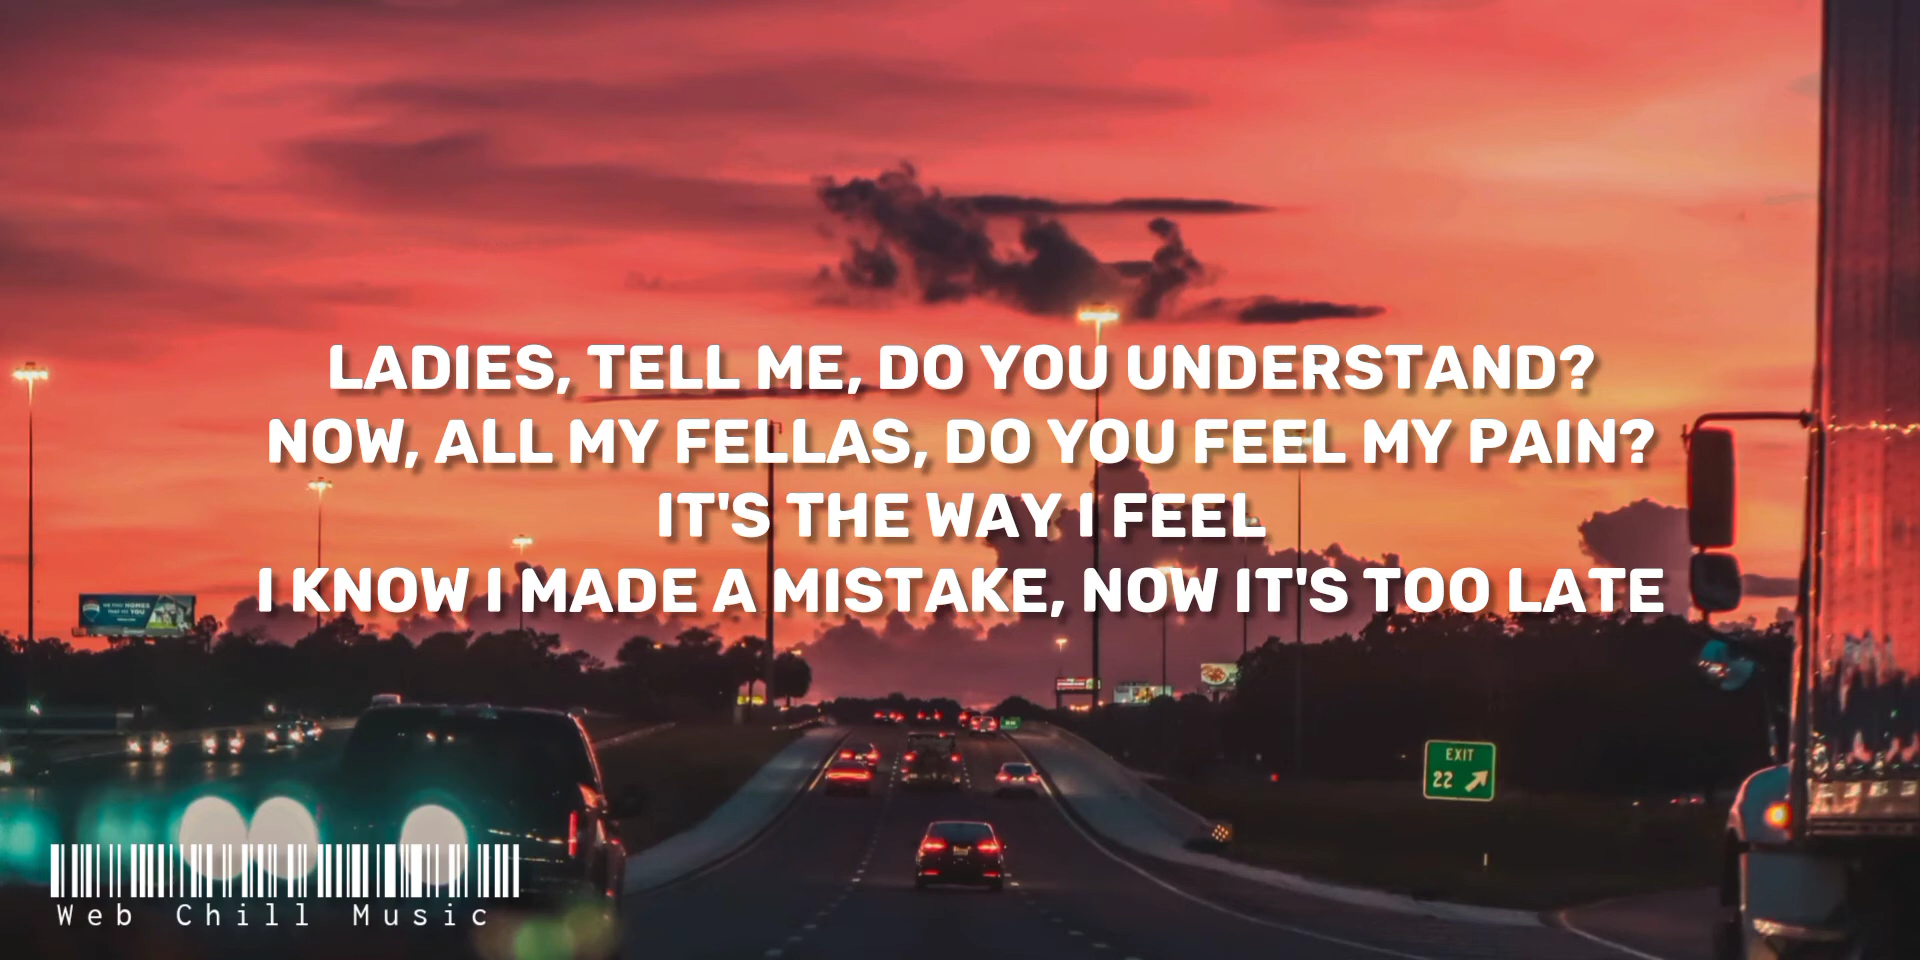 LADIES, TELL ME, DO YOU UNDERSTAND?
NOW, ALL MY FELLAS, DO YOU FEEL MY PAIN?
IT'S THE WAY I FEEL
I KNOW I MADE A MISTAKE, NOW IT'S TOO LATE
EXIT
22
Web Chill Music